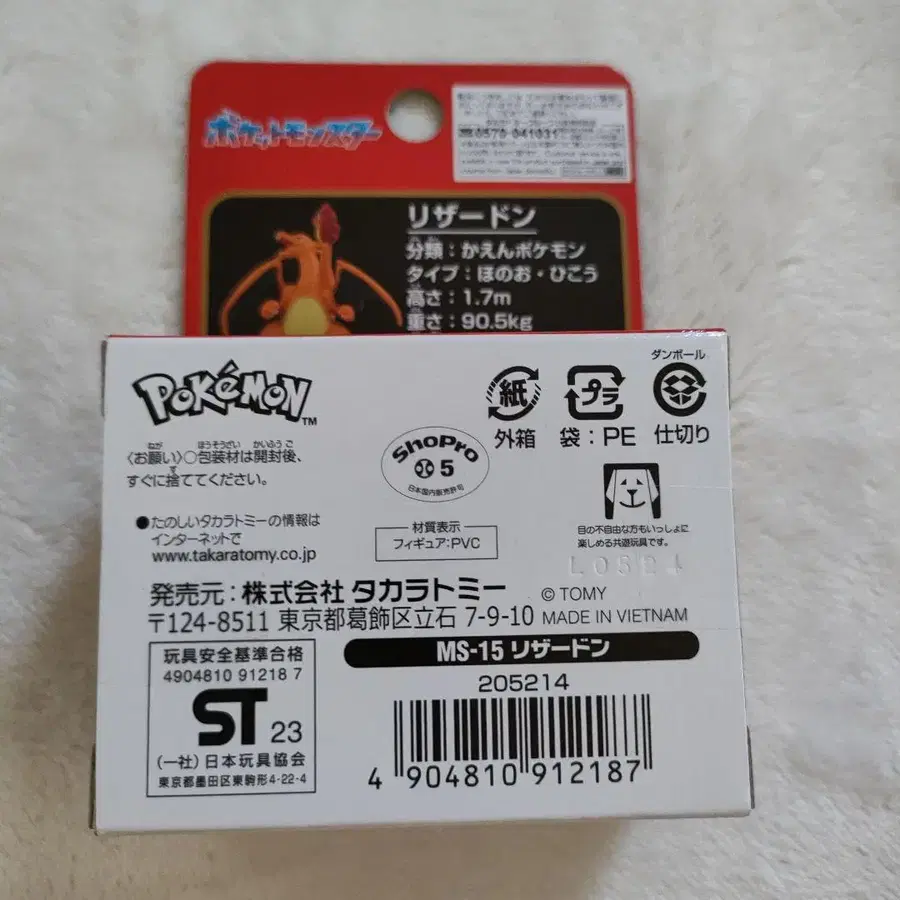 ポケットモンスター
0570-041031
リザードン
分類：かえんポケモン
タイプ：ほのお・ひこう
高さ：1.7m
重さ：90.5kg
POKéMON TM
〈お願い〉○包装材は開封後、
すぐに捨ててください。
●たのしいタカラトミーの情報は
インターネットで
www.takaratomy.co.jp
ShoPro
5
日本国内販売許可
材質表示
フィギュア：PVC
紙
外箱
プラ
袋：PE
ダンボール
仕切り
目の不自由な方もいっしょに
楽しめる共遊玩具です。
L0324
発売元：株式会社 タカラトミー
〒124-8511 東京都葛飾区立石 7-9-10
© TOMY
MADE IN VIETNAM
MS-15 リザードン
205214
4 904810 912187
玩具安全基準合格
4904810 91218 7
ST 23
(一社)日本玩具協会
東京都墨田区東駒形4-22-4